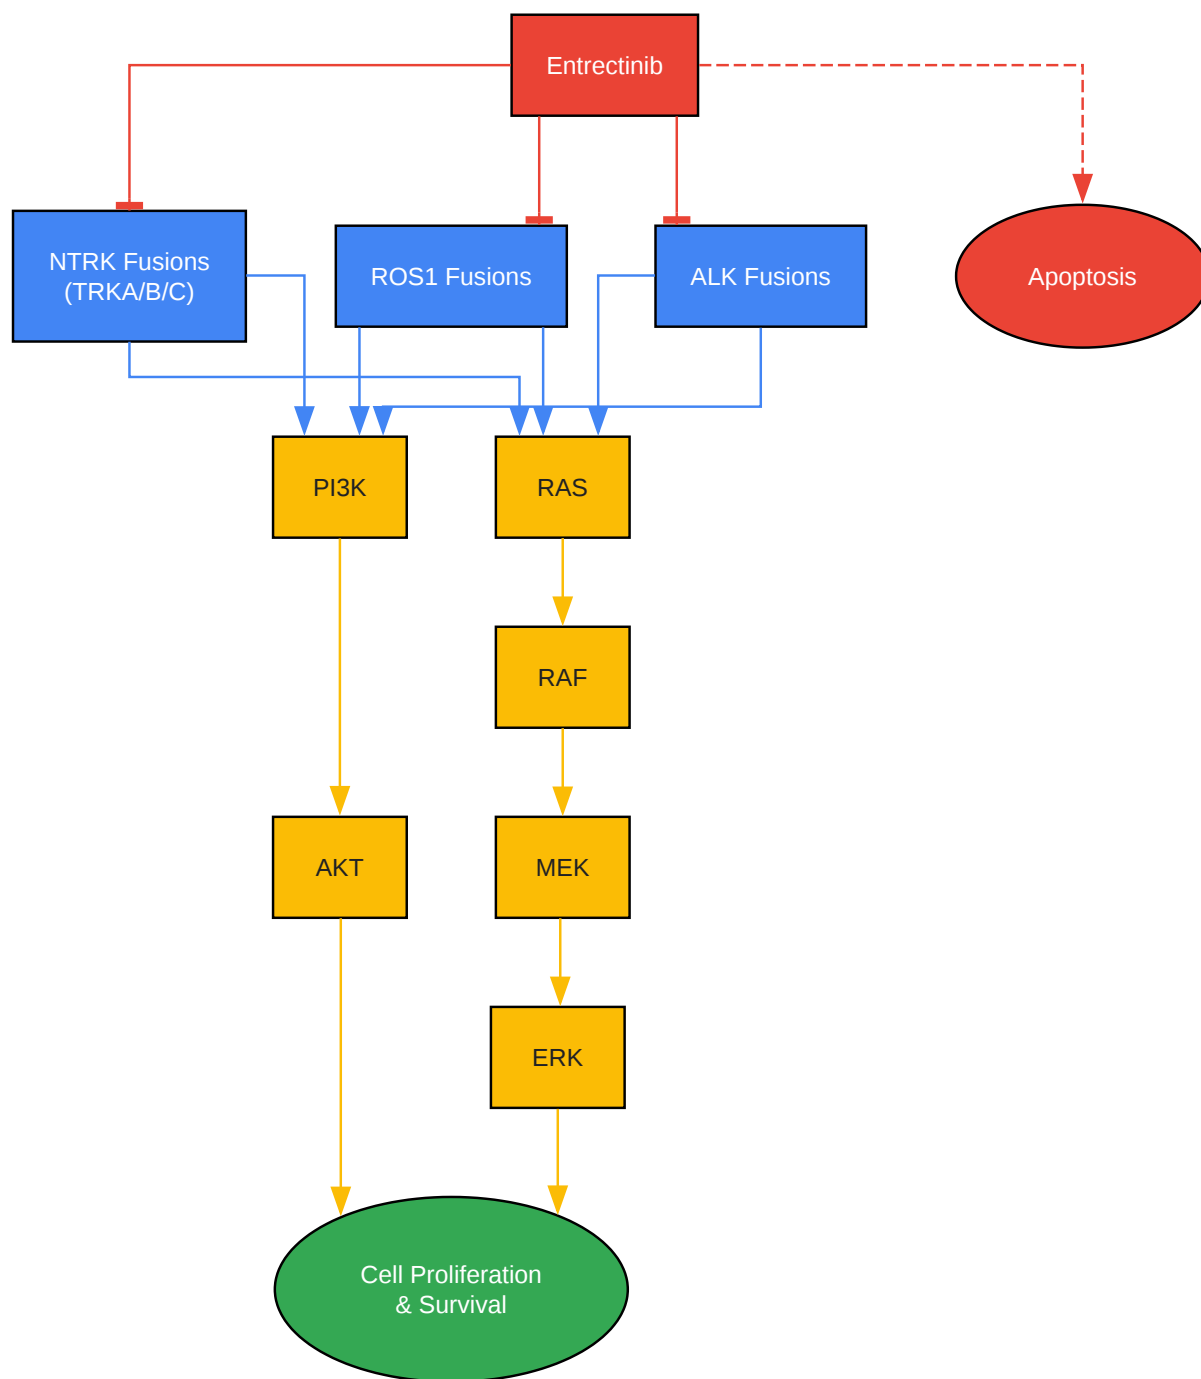 Entrectinib
NTRK Fusions
(TRKA/B/C)
ROS1 Fusions
ALK Fusions
Apoptosis
PI3K
RAS
RAF
AKT
MEK
ERK
Cell Proliferation
& Survival